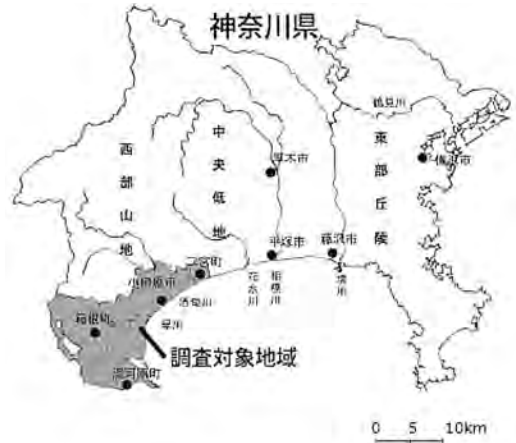 神奈川県
鶴見川
西部山地
中央低地
東部丘陵
厚木市
横浜市
平塚市
藤沢市
二宮町
小田原市
花水川
相模川
境川
酒匂川
早川
箱根町
調査対象地域
湯河原町
0 5 10km